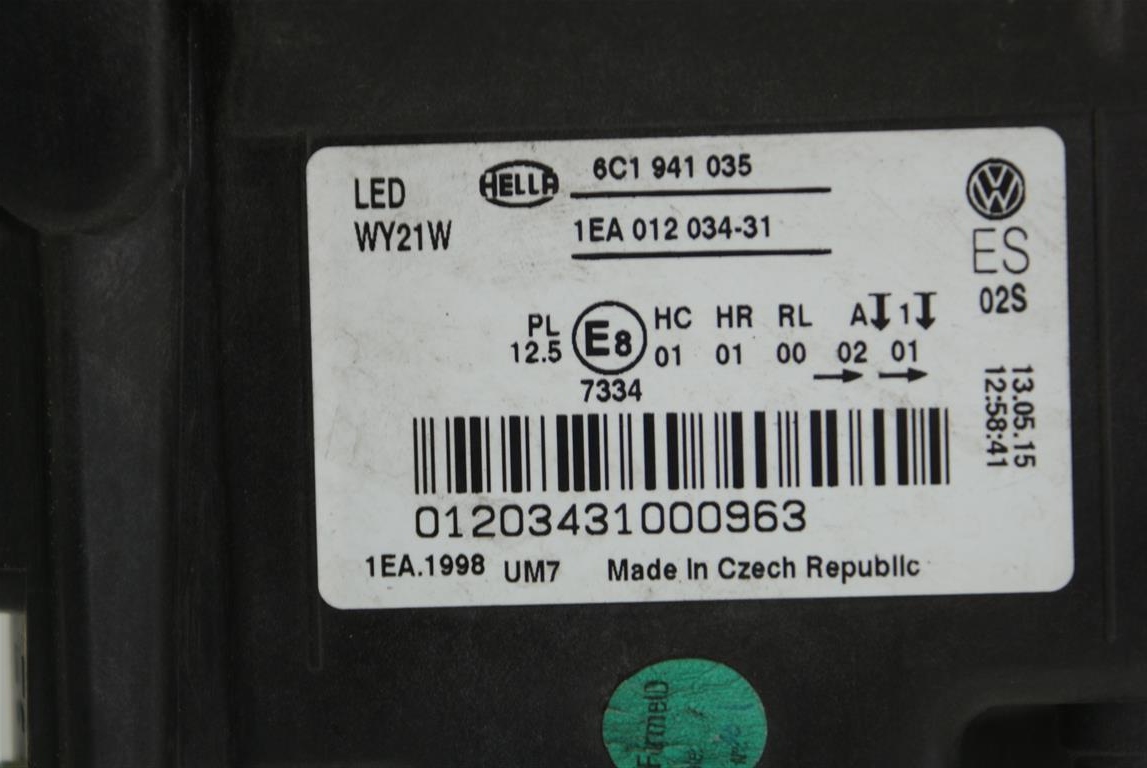 LED
WY21W
HELLA
6C1 941 035
1EA 012 034-31
VW
ES
02S
PL
12.5
E8
7334
HC HR RL A 1
01 01 00 02 01
13.05.15
12:58:41
01203431000963
1EA.1998 UM7 Made In Czech Republic
FirmeID